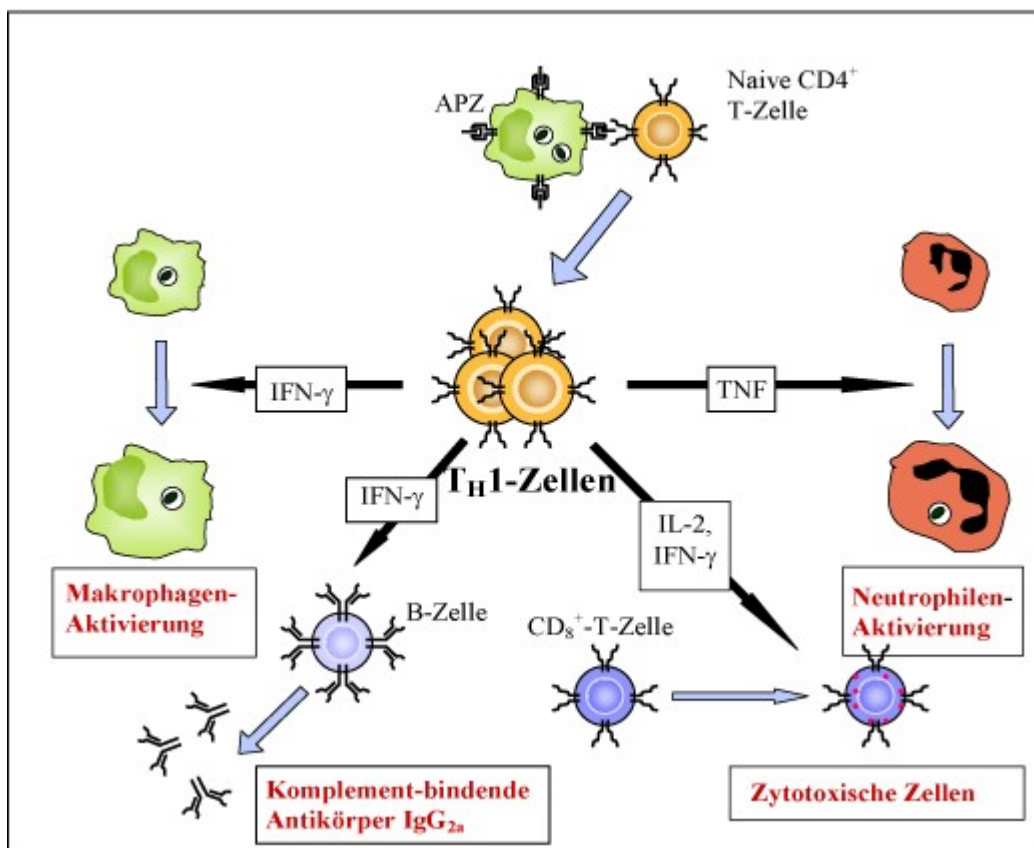 APZ
Naive CD4⁺
T-Zelle
IFN-γ
TNF
T_H1-Zellen
IFN-γ
IL-2,
IFN-γ
Makrophagen-
Aktivierung
B-Zelle
CD₈⁺-T-Zelle
Neutrophilen-
Aktivierung
Komplement-bindende
Antikörper IgG₂ₐ
Zytotoxische Zellen